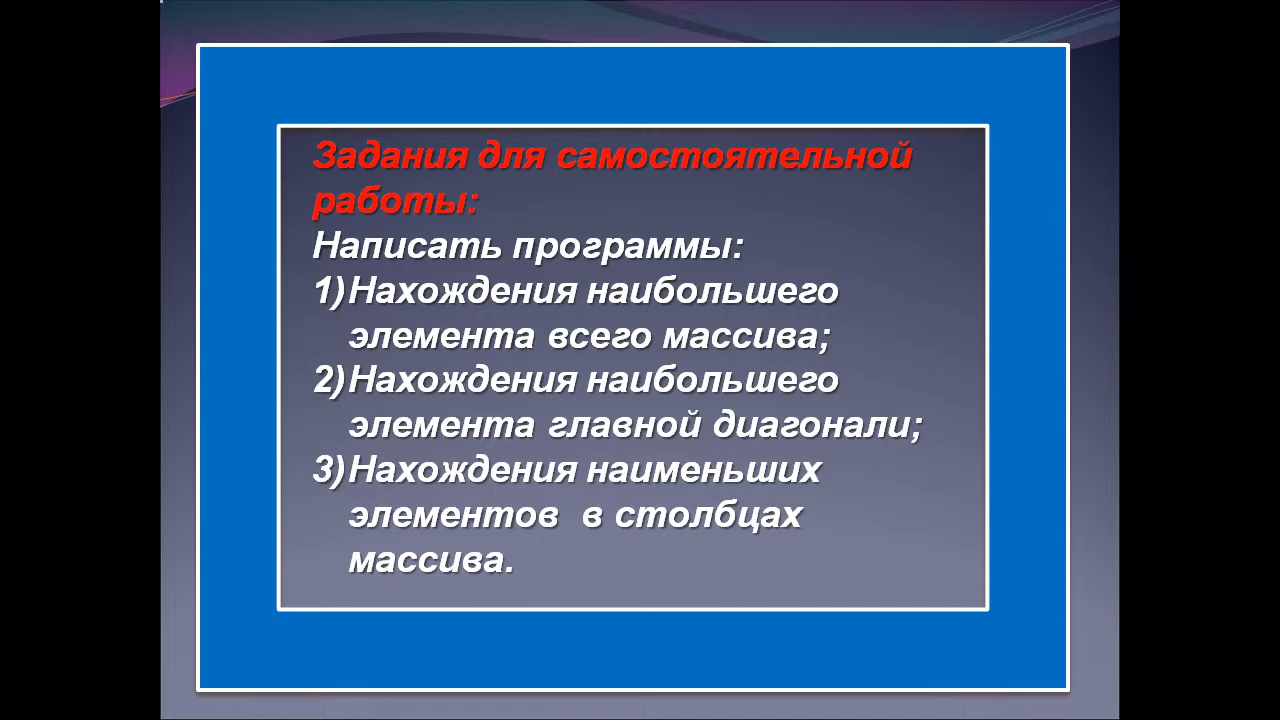 Задания для самостоятельной
работы:
Написать программы:
1)Нахождения наибольшего
элемента всего массива;
2)Нахождения наибольшего
элемента главной диагонали;
3)Нахождения наименьших
элементов в столбцах
массива.